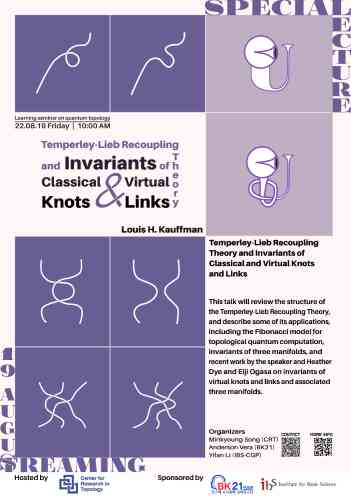 SPECIAL
LECTURE
Learning seminar on quantum topology
22.08.19 Friday | 10:00 AM
Temperley-Lieb Recoupling
Theory
and Invariants of
Classical & Virtual
Knots Links
Louis H. Kauffman
Temperley-Lieb Recoupling
Theory and Invariants of
Classical and Virtual Knots
and Links
This talk will review the structure of
the Temperley-Lieb Recoupling Theory,
and describe some of its applications,
including the Fibonacci model for
topological quantum computation,
invariants of three manifolds, and
recent work by the speaker and Heather
Dye and Eiji Ogasa on invariants of
virtual knots and links and associated
three manifolds.
19 AUGUST
STREAMING
Organizers
Minkyoung Song (CRT)
Anderson Vera (BK21)
Yifan Li (IBS-CGP)
CONTACT
MORE INFO
Hosted by
Center for
Research in
Topology
Sponsored by
BK21
ibs Institute for Basic Science